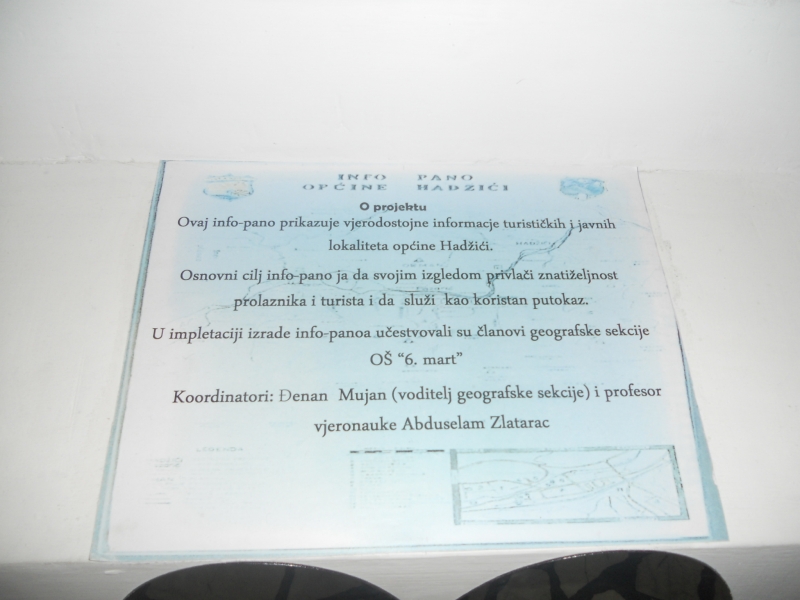 INFO PANO
OPĆINE HADZIĆI
O projektu
Ovaj info-pano prikazuje vjerodostojne informacije turističkih i javnih
lokaliteta općine Hadžići.
Osnovni cilj info-pano ja da svojim izgledom privlači znatiželjnost
prolaznika i turista i da služi kao koristan putokaz.
U impletaciji izrade info-panoa učestvovali su članovi geografske sekcije
OŠ “6. mart”
Koordinatori: Đenan Mujan (voditelj geografske sekcije) i profesor
vjeronauke Abduselam Zlatarac